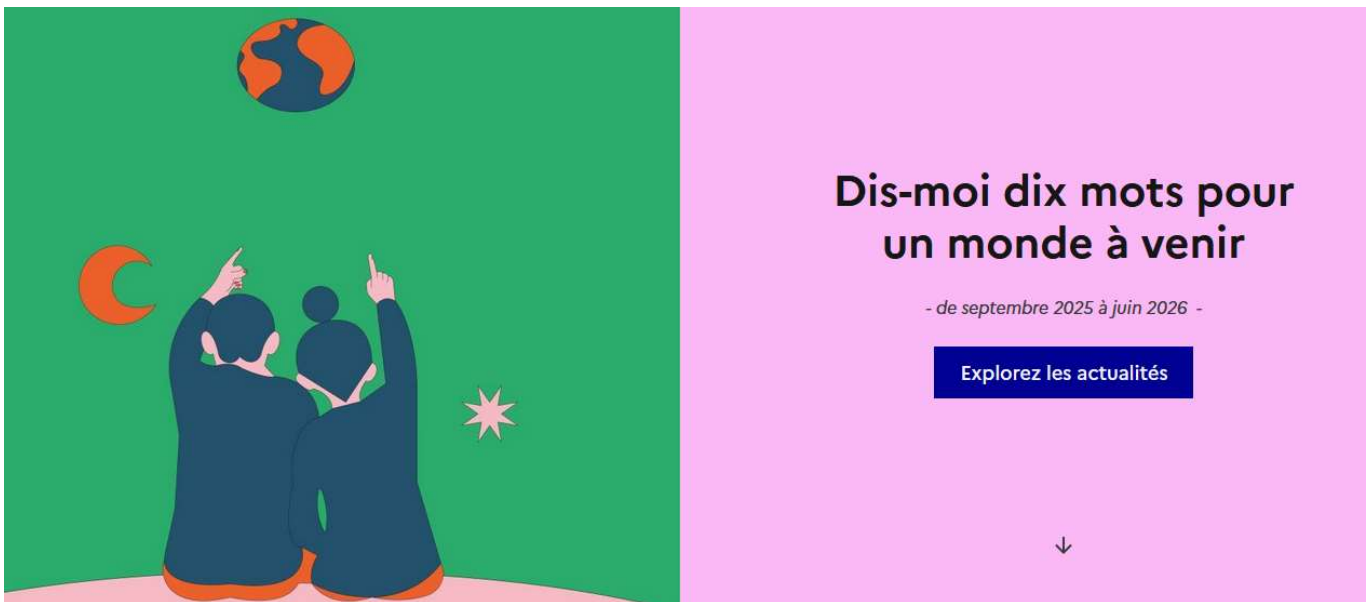 Dis-moi dix mots pour
un monde à venir
- de septembre 2025 à juin 2026 -
Explorez les actualités